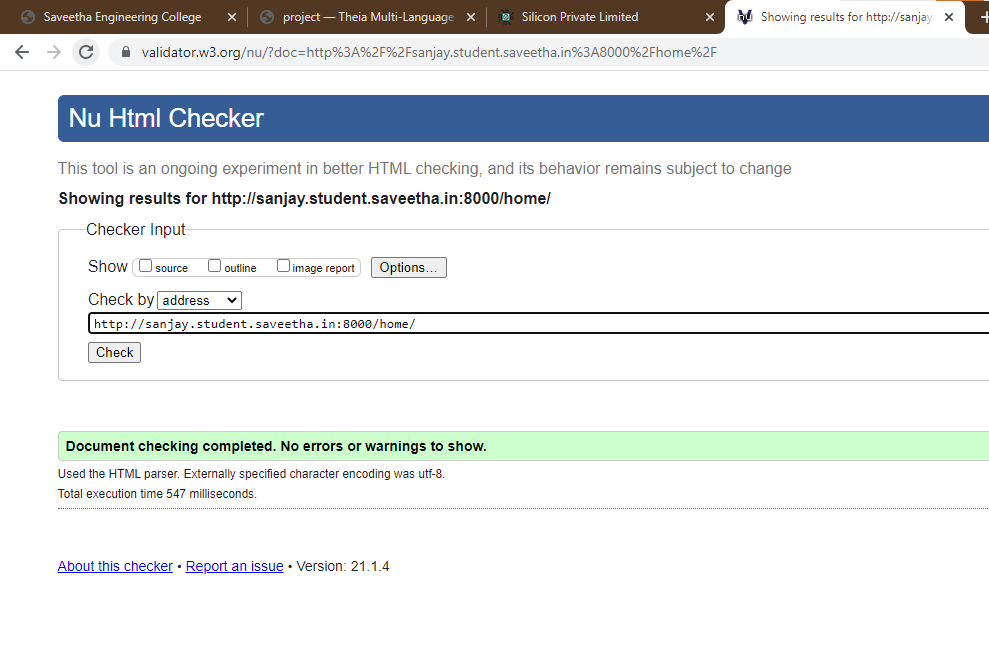 Saveetha Engineering College
project — Theia Multi-Language
Silicon Private Limited
Showing results for http://sanjay.
validator.w3.org/nu/?doc=http%3A%2F%2Fsanjay.student.saveetha.in%3A8000%2Fhome%2F
Nu Html Checker
This tool is an ongoing experiment in better HTML checking, and its behavior remains subject to change
Showing results for http://sanjay.student.saveetha.in:8000/home/
Checker Input
Show source outline image report Options...
Check by address
http://sanjay.student.saveetha.in:8000/home/
Check
Document checking completed. No errors or warnings to show.
Used the HTML parser. Externally specified character encoding was utf-8.
Total execution time 547 milliseconds.
About this checker • Report an issue • Version: 21.1.4